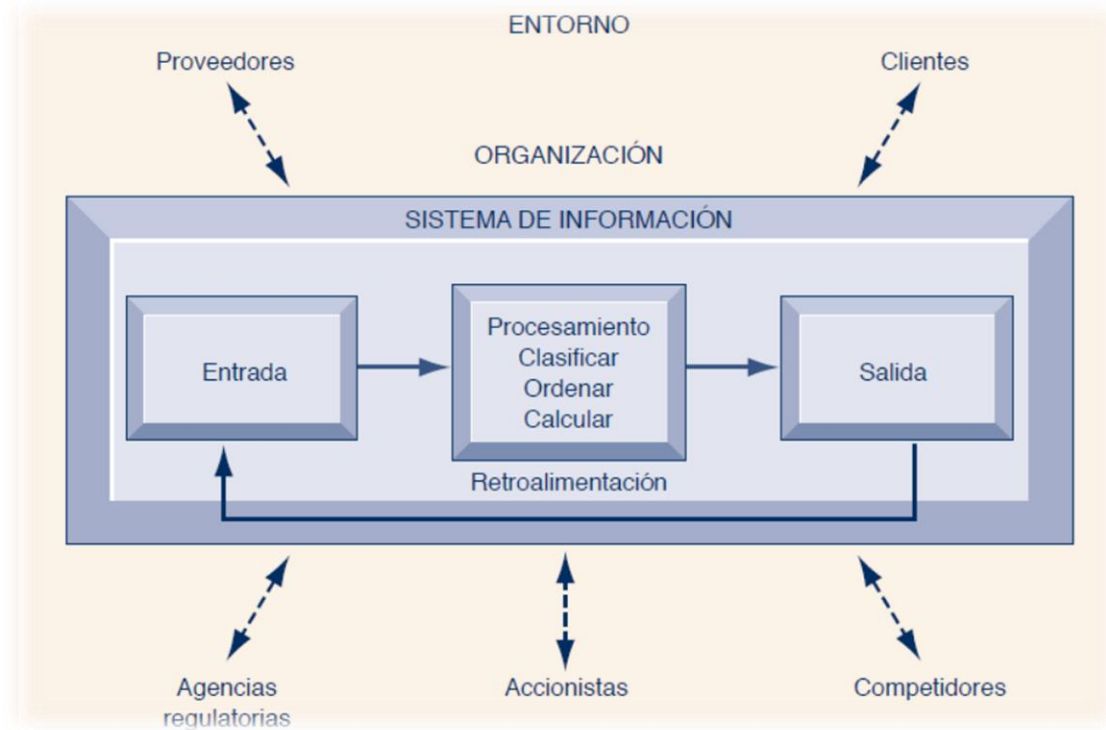 ENTORNO
Proveedores
Clientes
ORGANIZACIÓN
SISTEMA DE INFORMACIÓN
Entrada
Procesamiento
Clasificar
Ordenar
Calcular
Salida
Retroalimentación
Agencias
regulatorias
Accionistas
Competidores